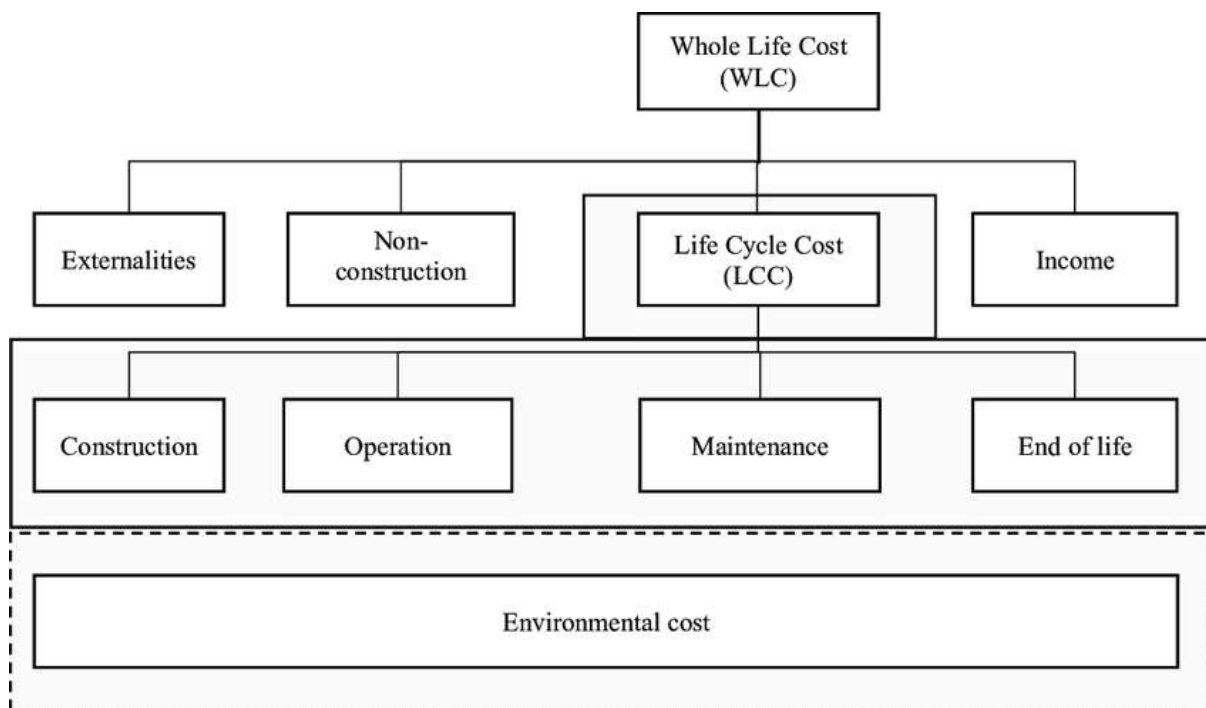 Whole Life Cost
(WLC)
Externalities
Non-
construction
Life Cycle Cost
(LCC)
Income
Construction
Operation
Maintenance
End of life
Environmental cost